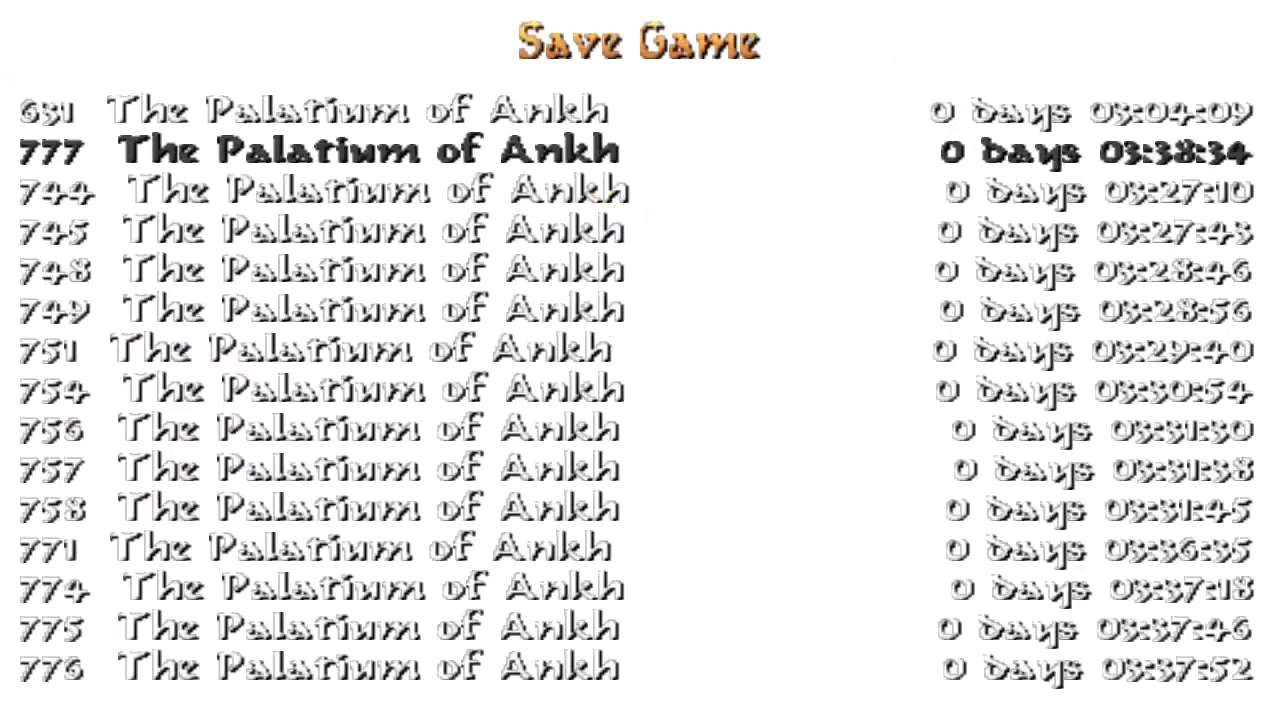 Save Game
631 The Palatium of Ankh 0 days 03:04:09
777 The Palatium of Ankh 0 days 03:38:34
744 The Palatium of Ankh 0 days 03:27:10
745 The Palatium of Ankh 0 days 03:27:43
748 The Palatium of Ankh 0 days 03:28:46
749 The Palatium of Ankh 0 days 03:28:56
751 The Palatium of Ankh 0 days 03:29:40
754 The Palatium of Ankh 0 days 03:30:54
756 The Palatium of Ankh 0 days 03:31:30
757 The Palatium of Ankh 0 days 03:31:38
758 The Palatium of Ankh 0 days 03:31:45
771 The Palatium of Ankh 0 days 03:36:35
774 The Palatium of Ankh 0 days 03:37:18
775 The Palatium of Ankh 0 days 03:37:46
776 The Palatium of Ankh 0 days 03:37:52